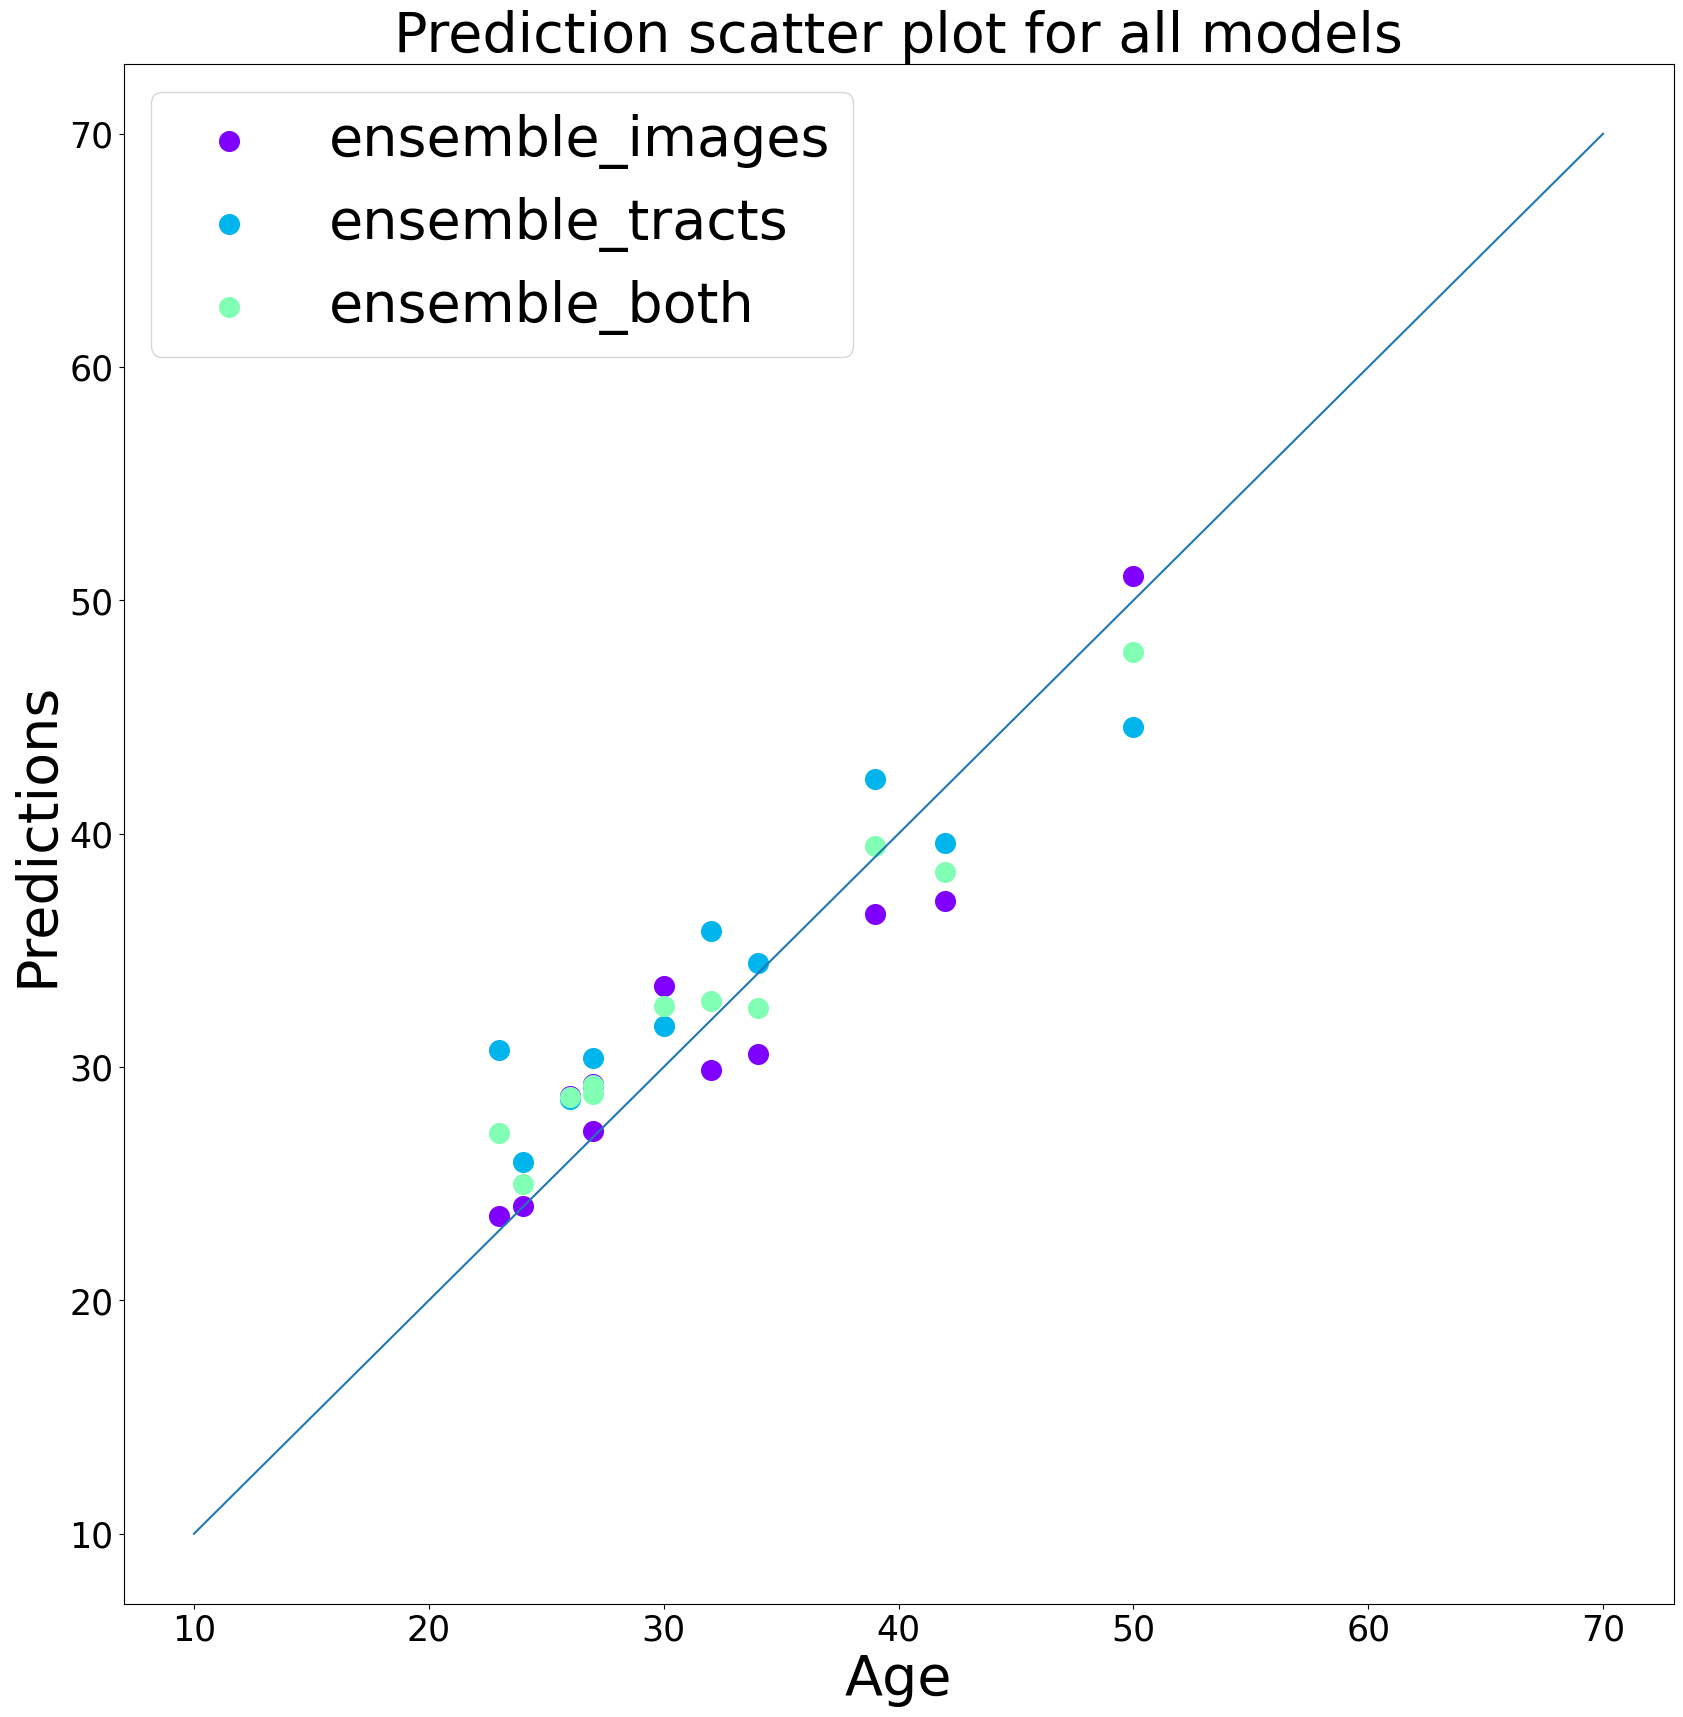 Prediction scatter plot for all models
ensemble_images
ensemble_tracts
ensemble_both
Predictions
70
60
50
40
30
20
10
10 20 30 40 50 60 70
Age